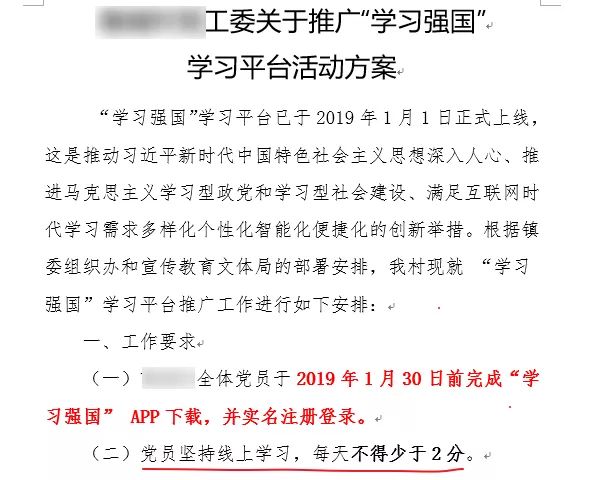 工委关于推广“学习强国”
学习平台活动方案
“学习强国”学习平台已于 2019 年 1 月 1 日正式上线，
这是推动习近平新时代中国特色社会主义思想深入人心、推
进马克思主义学习型政党和学习型社会建设、满足互联网时
代学习需求多样化个性化智能化便捷化的创新举措。根据镇
委组织办和宣传教育文体局的部署安排，我村现就 “学习
强国”学习平台推广工作进行如下安排：
一、工作要求
（一） 全体党员于 2019 年 1 月 30 日前完成“学
习强国” APP 下载，并实名注册登录。
（二）党员坚持线上学习，每天不得少于 2 分。